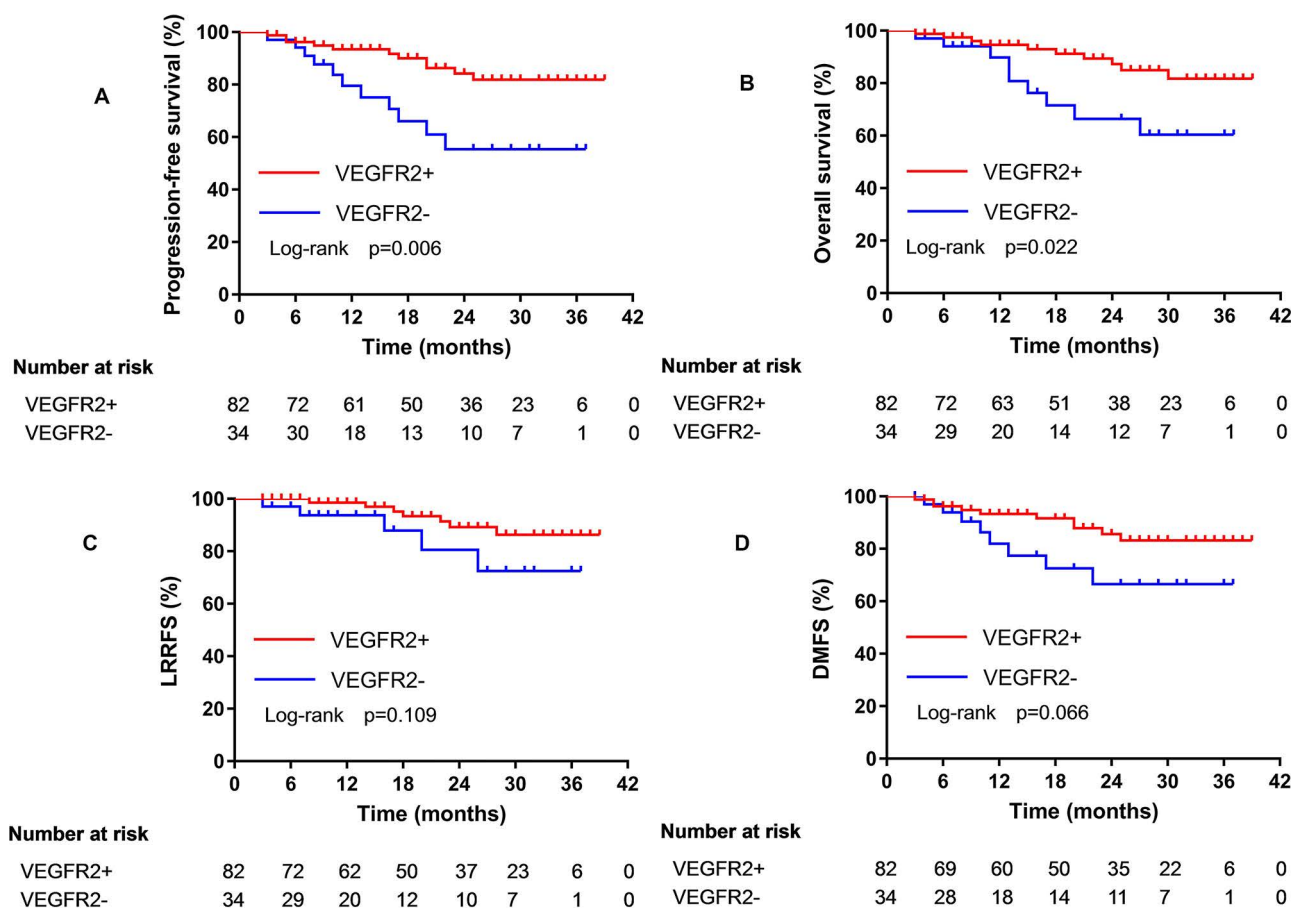 A
Progression-free survival (%)
100
80
60
40
20
0
VEGFR2+
VEGFR2-
Log-rank p=0.006
0 6 12 18 24 30 36 42
Time (months)
Number at risk
VEGFR2+ 82 72 61 50 36 23 6 0
VEGFR2- 34 30 18 13 10 7 1 0
B
Overall survival (%)
100
80
60
40
20
0
VEGFR2+
VEGFR2-
Log-rank p=0.022
0 6 12 18 24 30 36 42
Time (months)
Number at risk
VEGFR2+ 82 72 63 51 38 23 6 0
VEGFR2- 34 29 20 14 12 7 1 0
C
LRRFS (%)
100
80
60
40
20
0
VEGFR2+
VEGFR2-
Log-rank p=0.109
0 6 12 18 24 30 36 42
Time (months)
Number at risk
VEGFR2+ 82 72 62 50 37 23 6 0
VEGFR2- 34 29 20 12 10 7 1 0
D
DMFS (%)
100
80
60
40
20
0
VEGFR2+
VEGFR2-
Log-rank p=0.066
0 6 12 18 24 30 36 42
Time (months)
Number at risk
VEGFR2+ 82 69 60 50 35 22 6 0
VEGFR2- 34 28 18 14 11 7 1 0